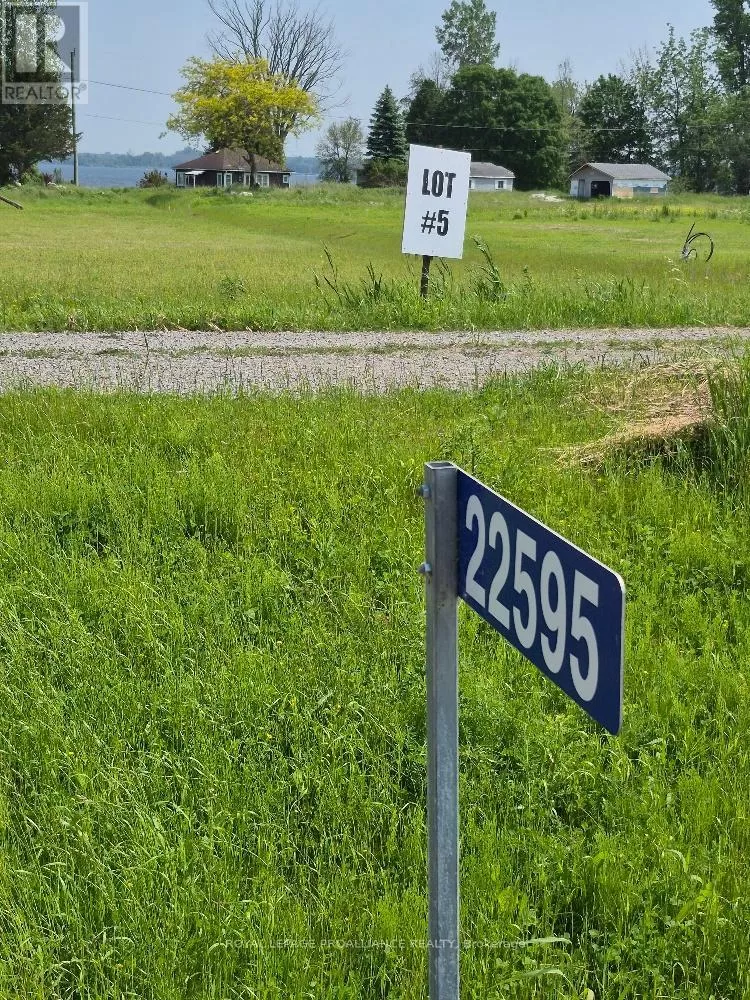 R
REALTOR
LOT
#5
22595
ROYAL LEPAGE PROALLIANCE REALTY, Brokerage